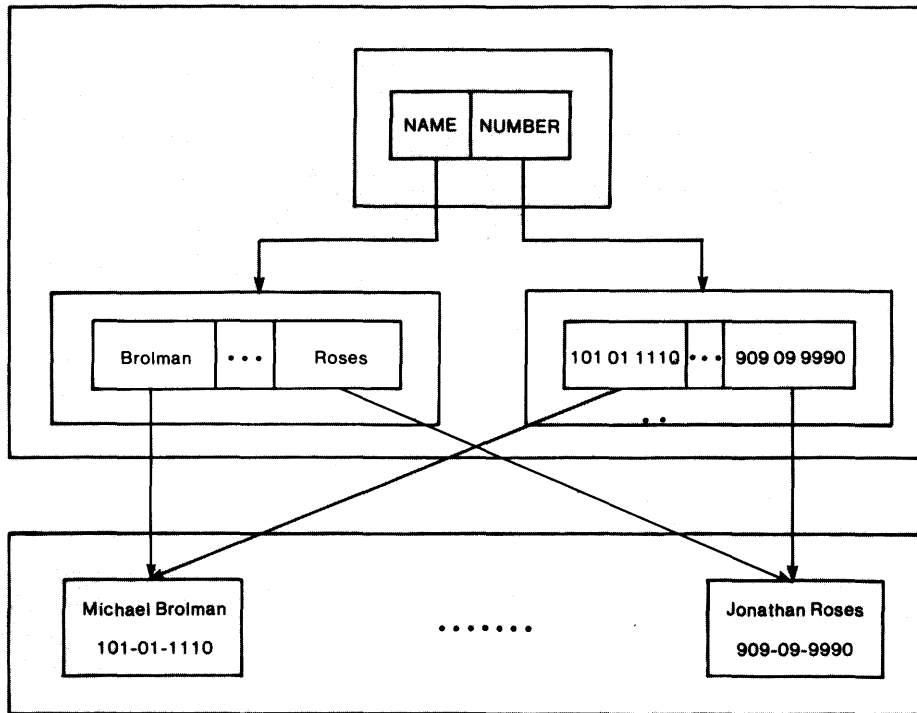 NAME NUMBER
Brolman ... Roses
101 01 1110 ... 909 09 9990
Michael Brolman
101-01-1110
.......
Jonathan Roses
909-09-9990